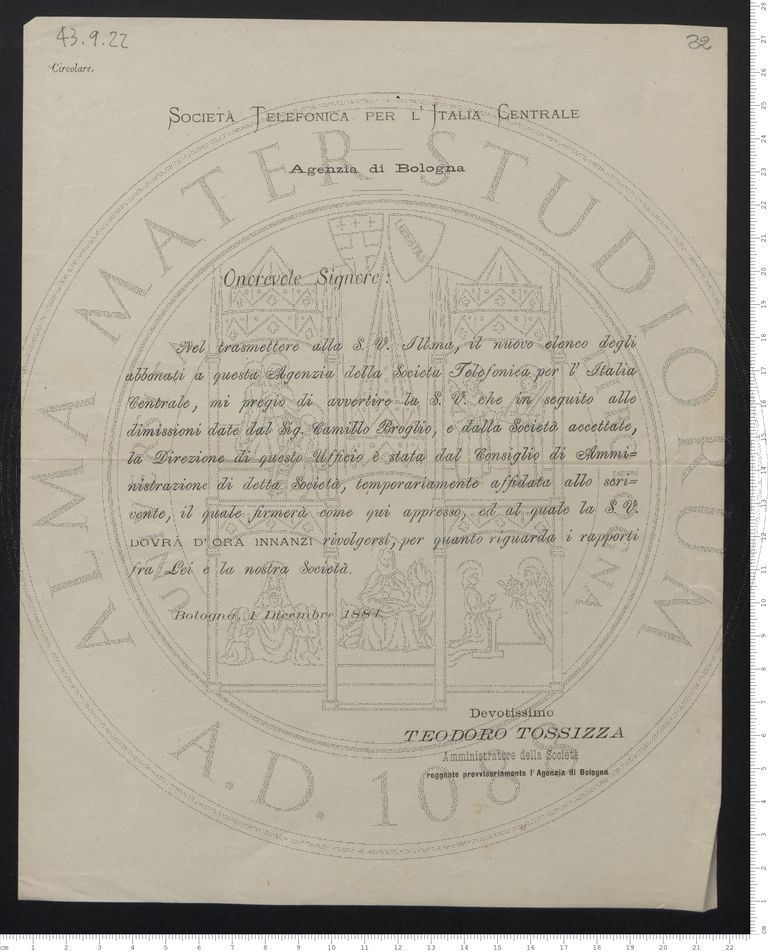 43.9.22
32
Circolare.
SOCIETÀ TELEFONICA PER L'ITALIA CENTRALE
Agenzia di Bologna
Onorevole Signore:
Nel trasmettere alla S. V. Ill.ma, il nuovo elenco degli
abbonati a questa Agenzia della Società Telefonica per l'Italia
Centrale, mi pregio di avvertire la S. V. che in seguito alle
dimissioni date dal Sig. Camillo Broglio, e dalla Società accettate,
la Direzione di questo Ufficio è stata dal Consiglio di Ammi=
nistrazione di detta Società, temporariamente affidata allo scri=
vente, il quale firmerà come qui appresso, ed al quale la S. V.
DOVRÀ D'ORA INNANZI rivolgersi, per quanto riguarda i rapporti
fra Lei e la nostra Società.
Bologna, 1 Dicembre 1884.
Devotissimo
TEODORO TOSSIZZA
Amministratore della Società
reggente provvisoriamente l'Agenzia di Bologna.
ALMA MATER STUDIORUM
A.D. 1088
LIBERTAS